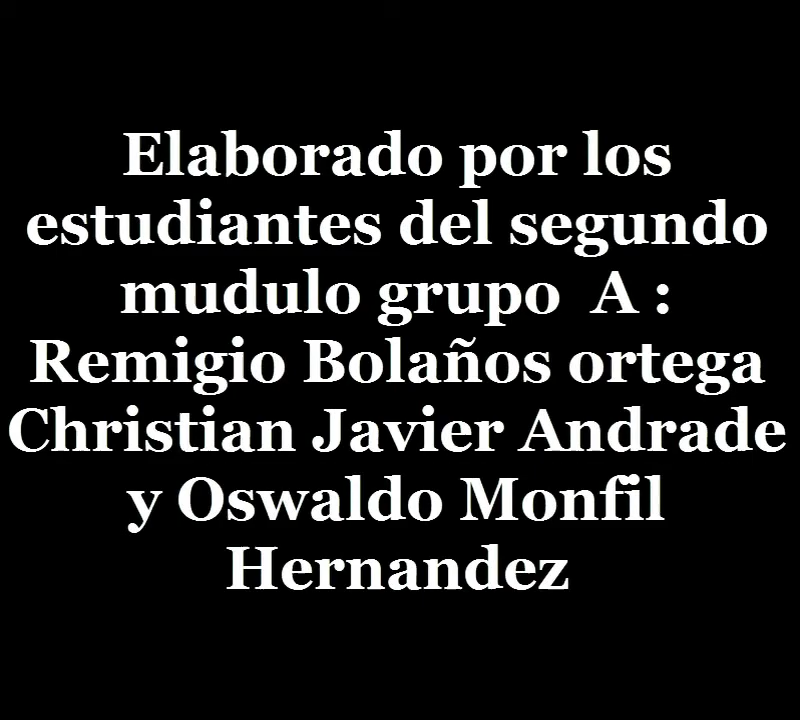 Elaborado por los
estudiantes del segundo
mudulo grupo  A :
Remigio Bolaños ortega
Christian Javier Andrade
y Oswaldo Monfil
Hernandez